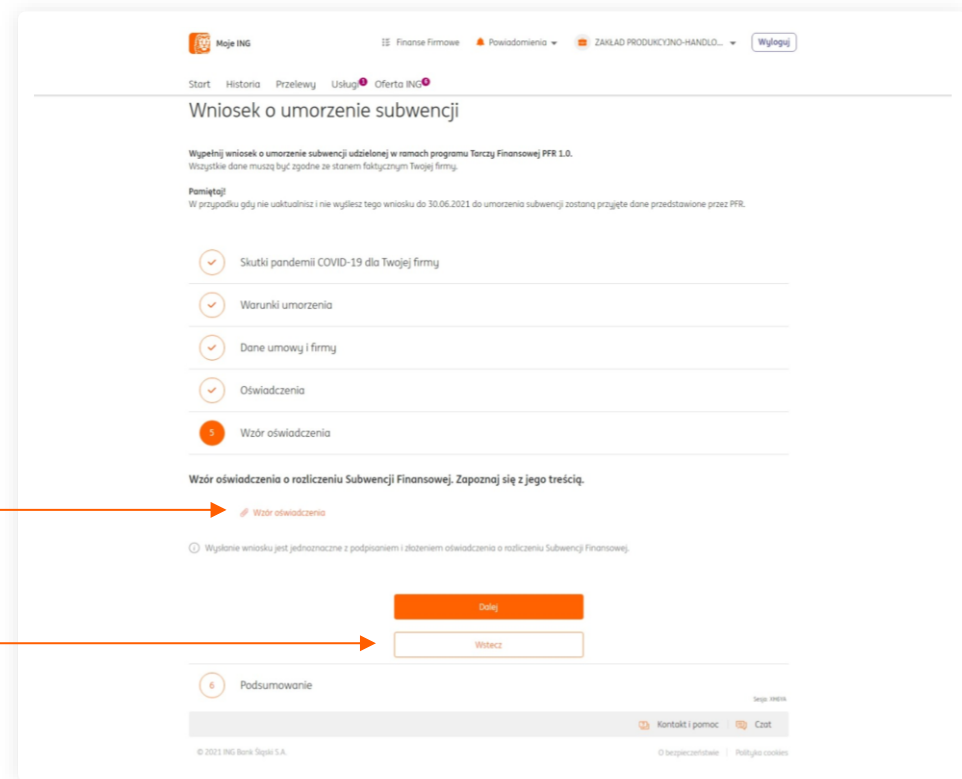 Moje ING
Finanse Firmowe
Powiadomienia
ZAKŁAD PRODUKCYJNO-HANDLO...
Wyloguj
Start Historia Przelewy Usługi Oferta ING
Wniosek o umorzenie subwencji
Wypełnij wniosek o umorzenie subwencji udzielonej w ramach programu Tarczy Finansowej PFR 1.0.
Wszystkie dane muszą być zgodne ze stanem faktycznym Twojej firmy.
Pamiętaj!
W przypadku gdy nie uaktualnisz i nie wyślesz tego wniosku do 30.06.2021 do umorzenia subwencji zostaną przyjęte dane przedstawione przez PFR.
Skutki pandemii COVID-19 dla Twojej firmy
Warunki umorzenia
Dane umowy i firmy
Oświadczenia
5 Wzór oświadczenia
Wzór oświadczenia o rozliczeniu Subwencji Finansowej. Zapoznaj się z jego treścią.
Wzór oświadczenia
Wysłanie wniosku jest jednoznaczne z podpisaniem i złożeniem oświadczenia o rozliczeniu Subwencji Finansowej.
Dalej
Wstecz
6 Podsumowanie
Kontakt i pomoc
Czat
© 2021 ING Bank Śląski S.A.
O bezpieczeństwie
Polityka cookies